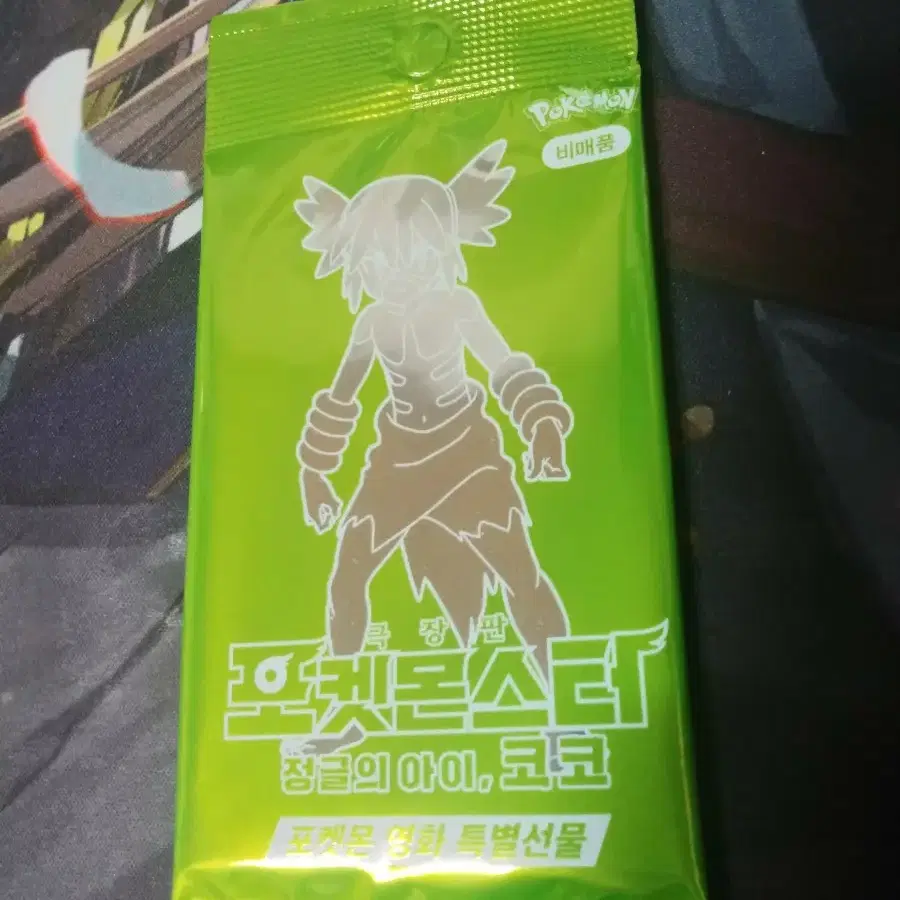 POKéMON
비매품
극장판
포켓몬스터
정글의 아이, 코코
포켓몬 영화 특별선물